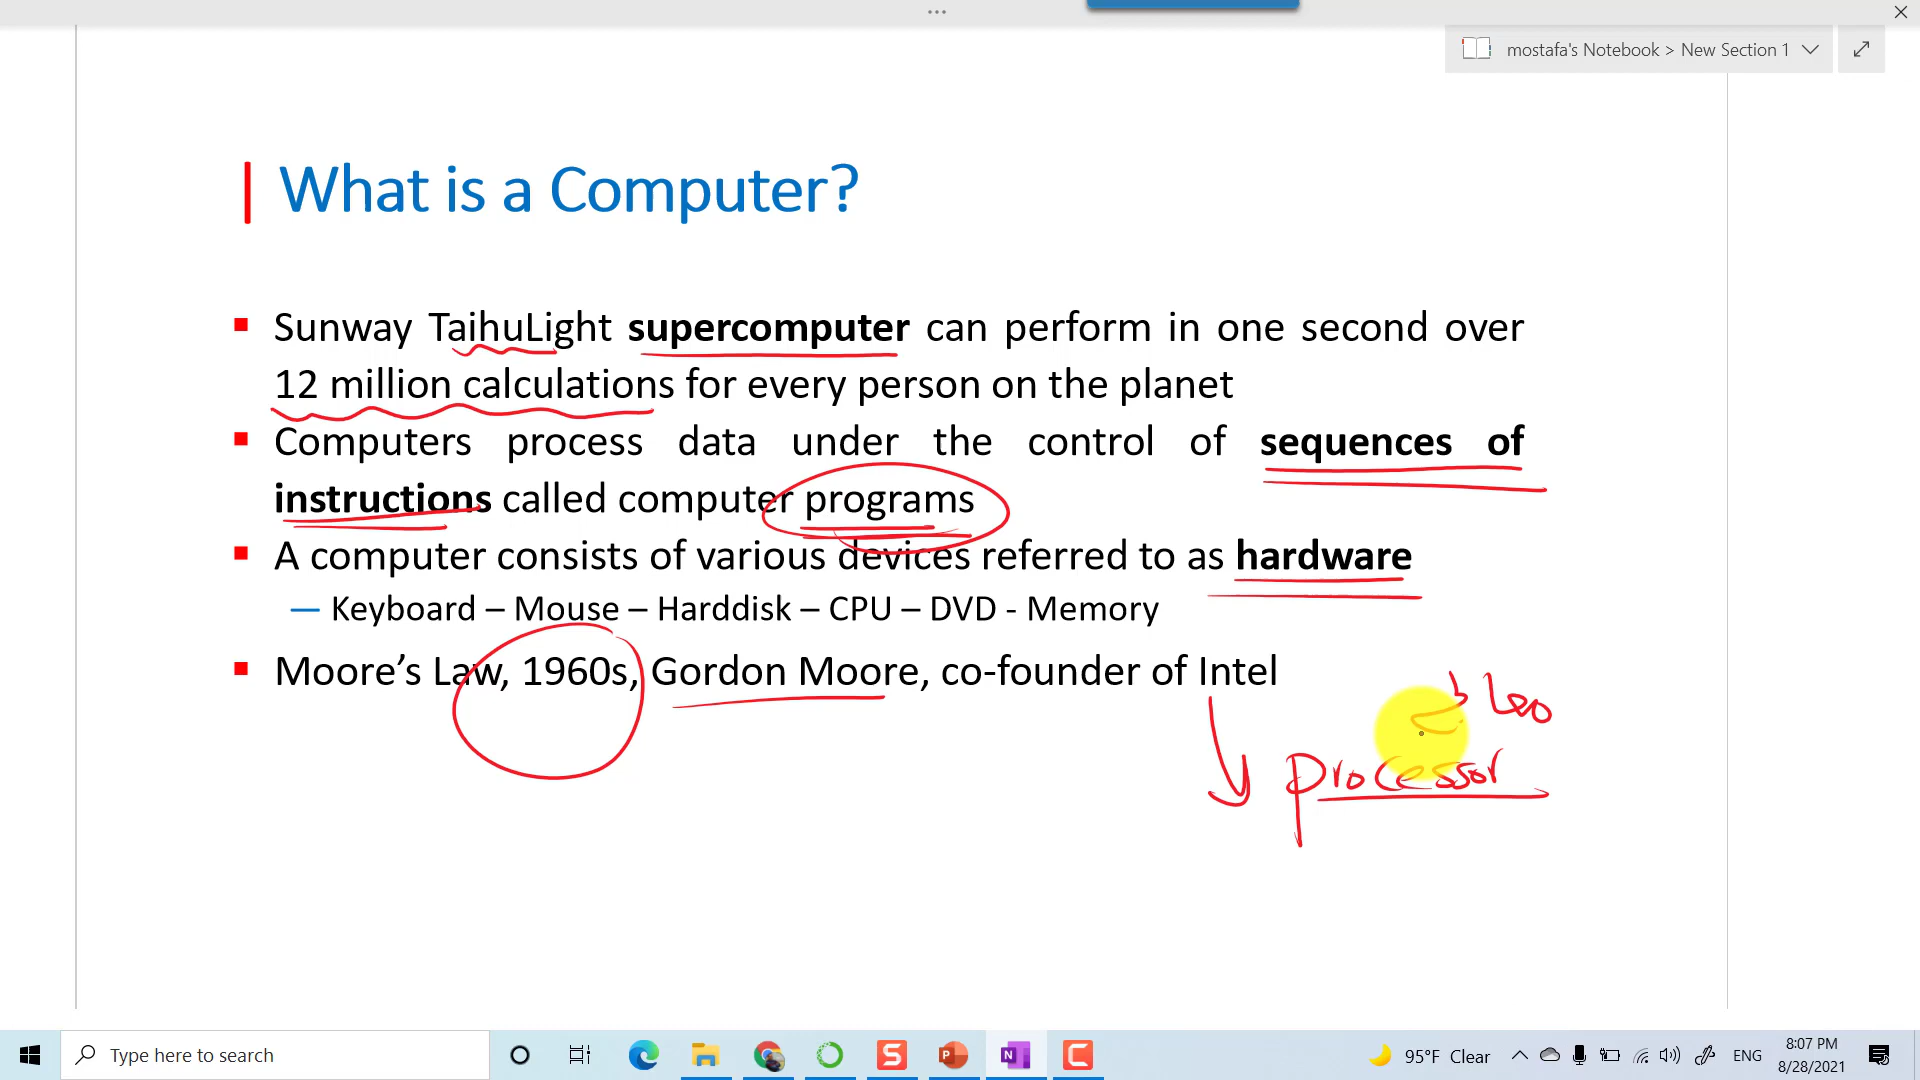 mostafa's Notebook > New Section 1
What is a Computer?
Sunway TaihuLight supercomputer can perform in one second over
12 million calculations for every person on the planet
Computers process data under the control of sequences of
instructions called computer programs
A computer consists of various devices referred to as hardware
— Keyboard – Mouse – Harddisk – CPU – DVD - Memory
Moore’s Law, 1960s, Gordon Moore, co-founder of Intel
processor
Type here to search
95°F Clear
ENG
8:07 PM
8/28/2021